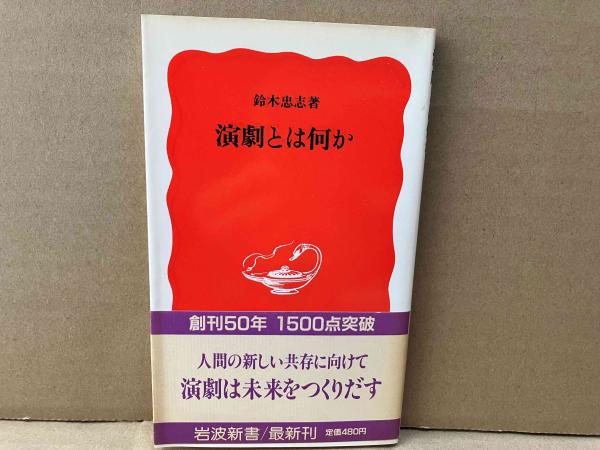 鈴木忠志著
演劇とは何か
創刊50年 1500点突破
人間の新しい共存に向けて
演劇は未来をつくりだす
岩波新書/最新刊 定価480円